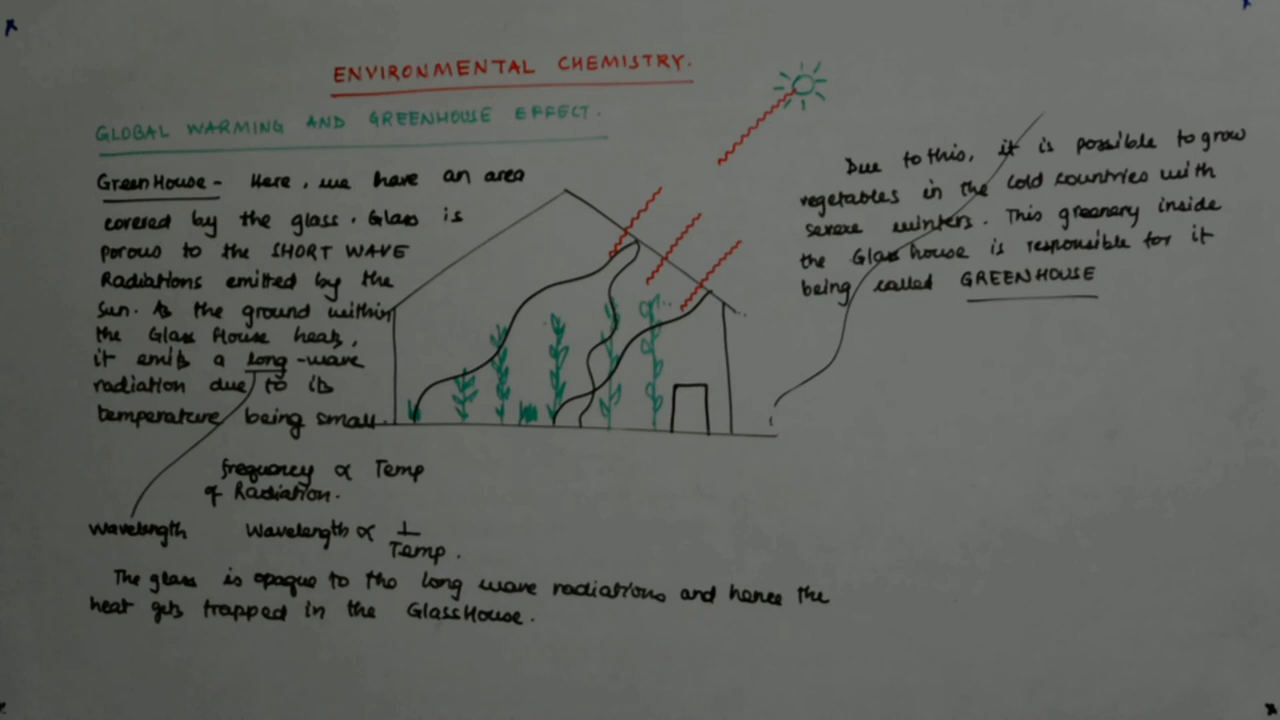 ENVIRONMENTAL CHEMISTRY.
GLOBAL WARMING AND GREENHOUSE EFFECT.
GreenHouse - Here, we have an area
covered by the glass. Glass is
porous to the SHORT WAVE
Radiations emitted by the
Sun. As the ground within
the Glass House heats,
it emits a long-wave
radiation due to its
temperature being small.
frequency ∝ Temp
of Radiation.
wavelength Wavelength ∝ 1/Temp.
The glass is opaque to the long wave radiations and hence the
heat gets trapped in the GlassHouse.
Due to this, it is possible to grow
vegetables in the cold countries with
severe winters. This greenery inside
the Glass house is responsible for it
being called GREENHOUSE